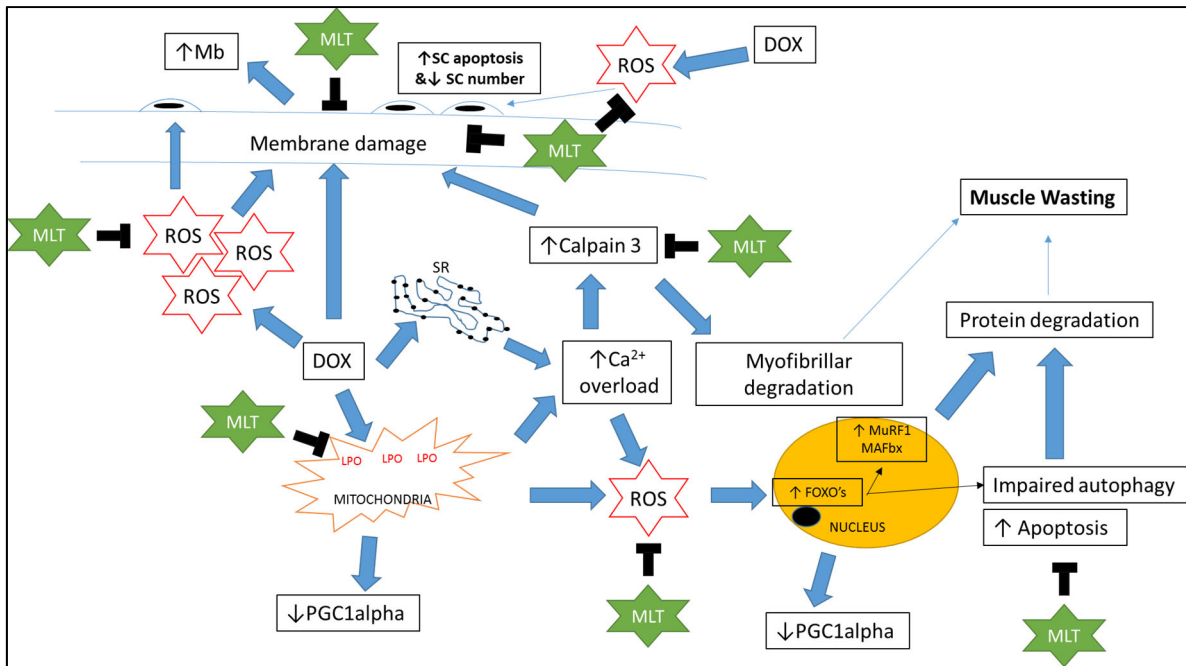 MLT
↑Mb
↑SC apoptosis
&↓ SC number
ROS
DOX
Membrane damage
MLT
MLT
ROS
ROS
ROS
↑Calpain 3
MLT
Muscle Wasting
SR
DOX
↑Ca²⁺
overload
Myofibrillar
degradation
Protein degradation
MLT
LPO LPO LPO
MITOCHONDRIA
ROS
↑ MuRF1
MAFbx
↑ FOXO's
NUCLEUS
Impaired autophagy
↑ Apoptosis
↓PGC1alpha
MLT
↓PGC1alpha
MLT